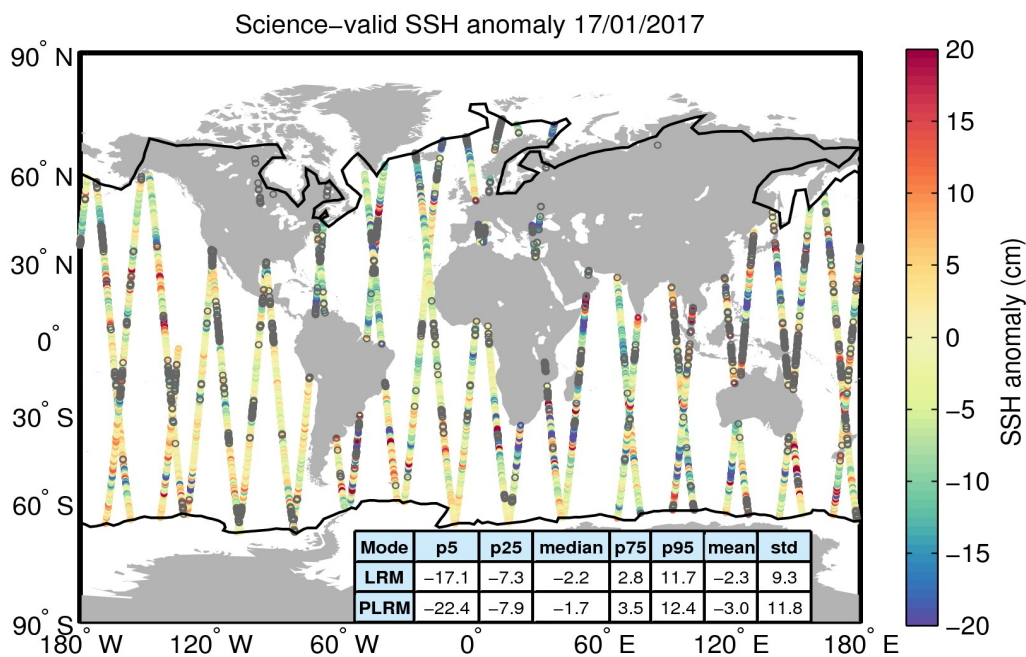 Science−valid SSH anomaly 17/01/2017
90° N
60° N
30° N
0°
30° S
60° S
90° S
180° W
120° W
60° W
0°
60° E
120° E
180° E
20
15
10
5
0
−5
−10
−15
−20
SSH anomaly (cm)
Mode p5 p25 median p75 p95 mean std
LRM −17.1 −7.3 −2.2 2.8 11.7 −2.3 9.3
PLRM −22.4 −7.9 −1.7 3.5 12.4 −3.0 11.8